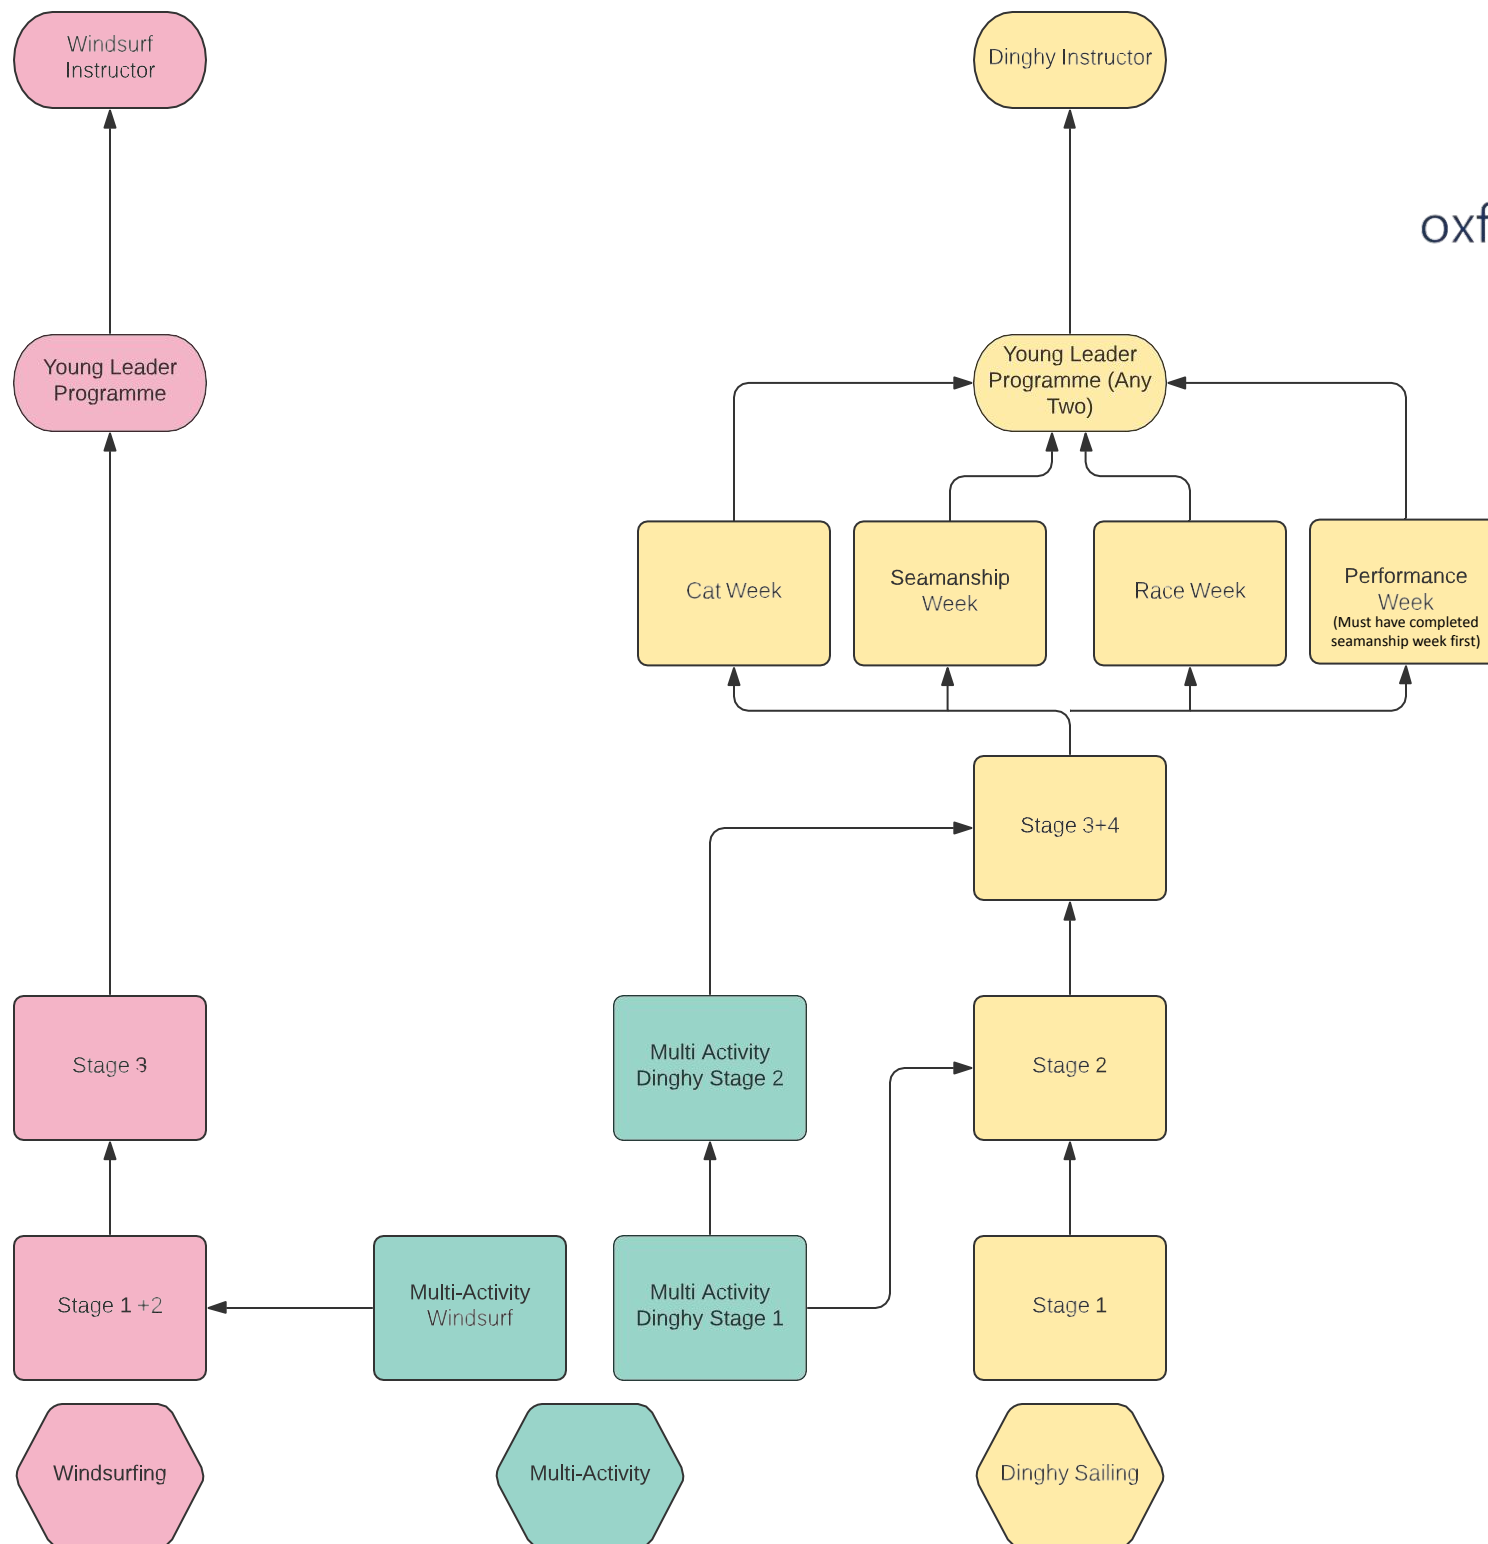 Windsurf
Instructor
Dinghy Instructor
oxf
Young Leader
Programme
Young Leader
Programme (Any
Two)
Cat Week
Seamanship
Week
Race Week
Performance
Week
(Must have completed
seamanship week first)
Stage 3+4
Stage 3
Multi Activity
Dinghy Stage 2
Stage 2
Stage 1 +2
Multi-Activity
Windsurf
Multi Activity
Dinghy Stage 1
Stage 1
Windsurfing
Multi-Activity
Dinghy Sailing